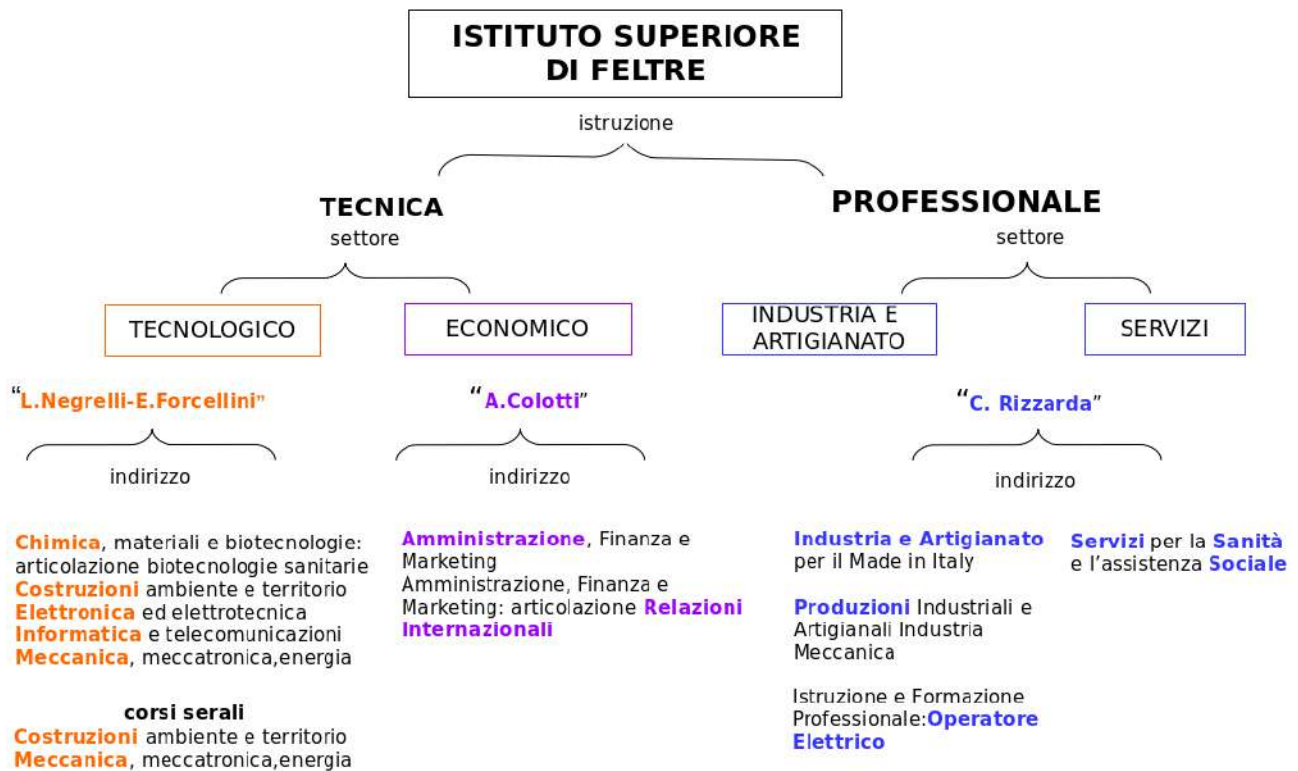 ISTITUTO SUPERIORE
DI FELTRE
istruzione
TECNICA
settore
PROFESSIONALE
settore
TECNOLOGICO
ECONOMICO
INDUSTRIA E
ARTIGIANATO
SERVIZI
“L.Negrelli-E.Forcellini”
indirizzo
“A.Colotti”
indirizzo
“C. Rizzarda”
indirizzo
Chimica, materiali e biotecnologie:
articolazione biotecnologie sanitarie
Costruzioni ambiente e territorio
Elettronica ed elettrotecnica
Informatica e telecomunicazioni
Meccanica, meccatronica,energia
corsi serali
Costruzioni ambiente e territorio
Meccanica, meccatronica,energia
Amministrazione, Finanza e
Marketing
Amministrazione, Finanza e
Marketing: articolazione Relazioni
Internazionali
Industria e Artigianato
per il Made in Italy
Produzioni Industriali e
Artigianali Industria
Meccanica
Istruzione e Formazione
Professionale:Operatore
Elettrico
Servizi per la Sanità
e l’assistenza Sociale